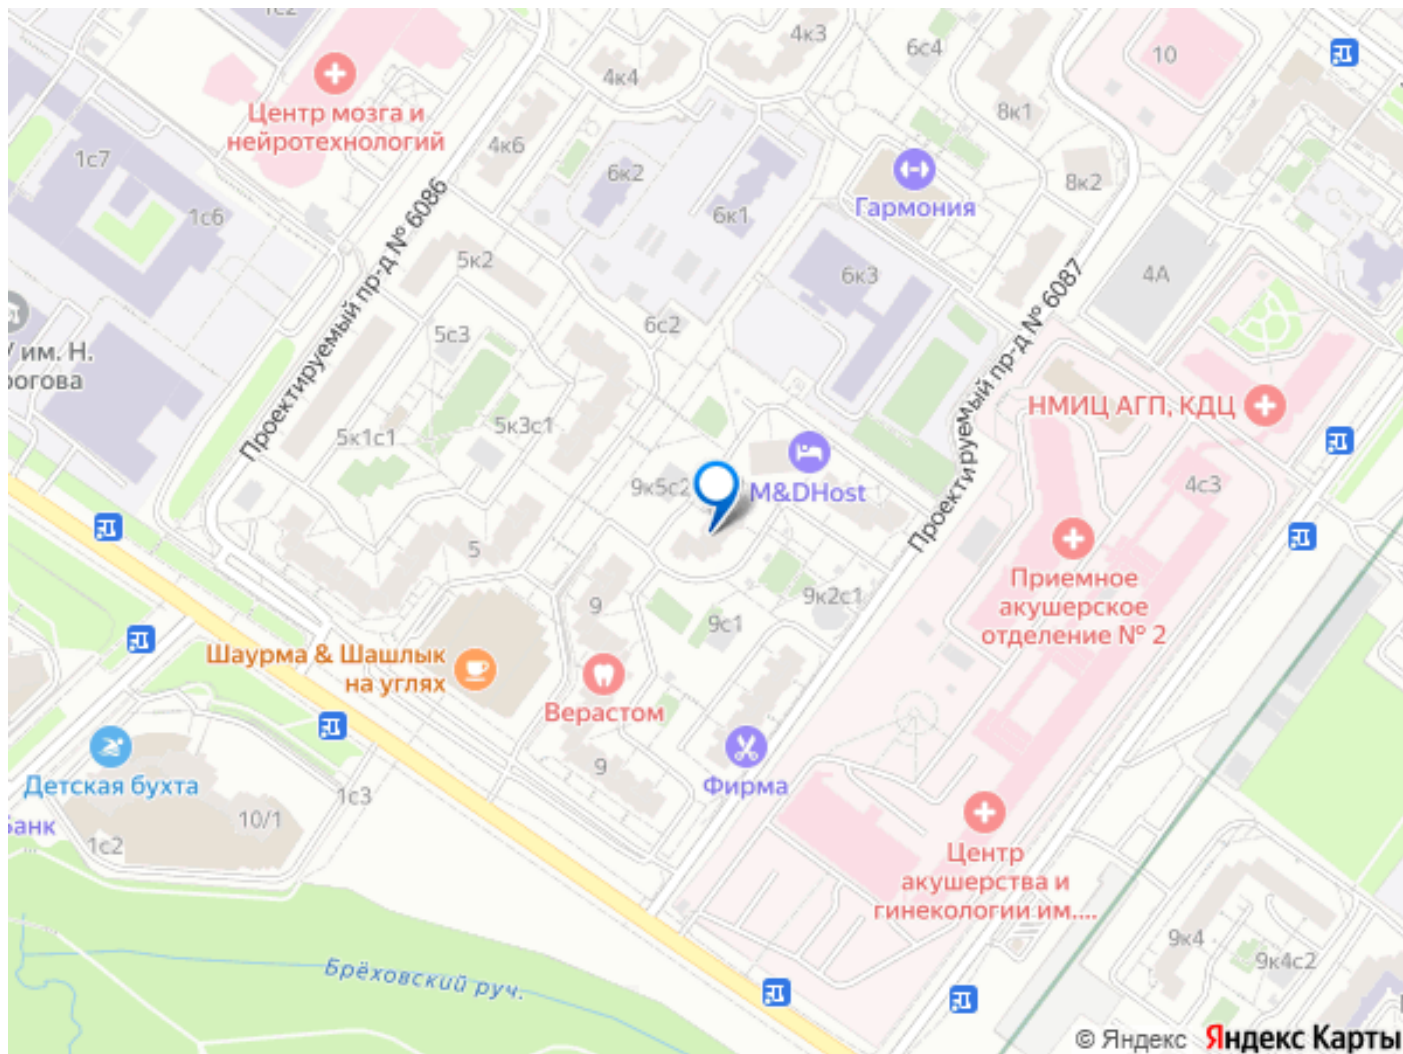 1с2
4к3
6с4
10
4к4
Центр мозга и
нейротехнологий
8к1
4к6
1с7
6к2
8к2
Гармония
1с6
6к1
Проектируемый пр-д № 6086
5к2
6к3
4А
Проектируемый пр-д № 6087
6с2
5с3
У им. Н.
рогова
НМИЦ АГП, КДЦ
5к3с1
5к1с1
9к5с2
M&DHost
4с3
5
Приемное
акушерское
отделение № 2
9
9к2с1
9с1
Шаурма & Шашлык
на углях
Верастом
9
Фирма
Детская бухта
1с3
Банк
10/1
1с2
Центр
акушерства и
гинекологии им....
9к4
9к4с2
Брёховский руч.
© Яндекс Яндекс Карты